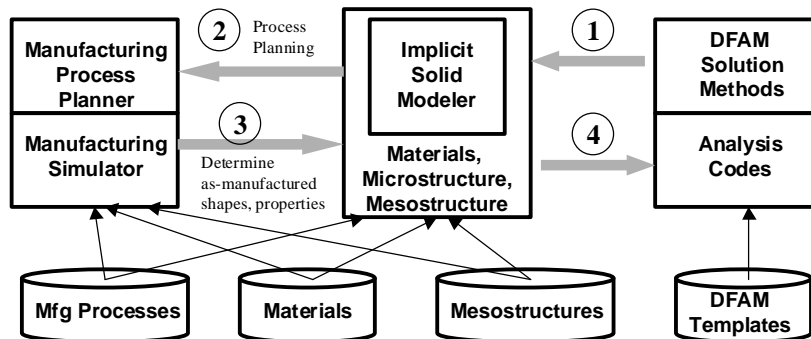 Manufacturing
Process
Planner
Manufacturing
Simulator
2
Process
Planning
3
Determine
as-manufactured
shapes, properties
Implicit
Solid
Modeler
Materials,
Microstructure,
Mesostructure
1
4
DFAM
Solution
Methods
Analysis
Codes
Mfg Processes
Materials
Mesostructures
DFAM
Templates